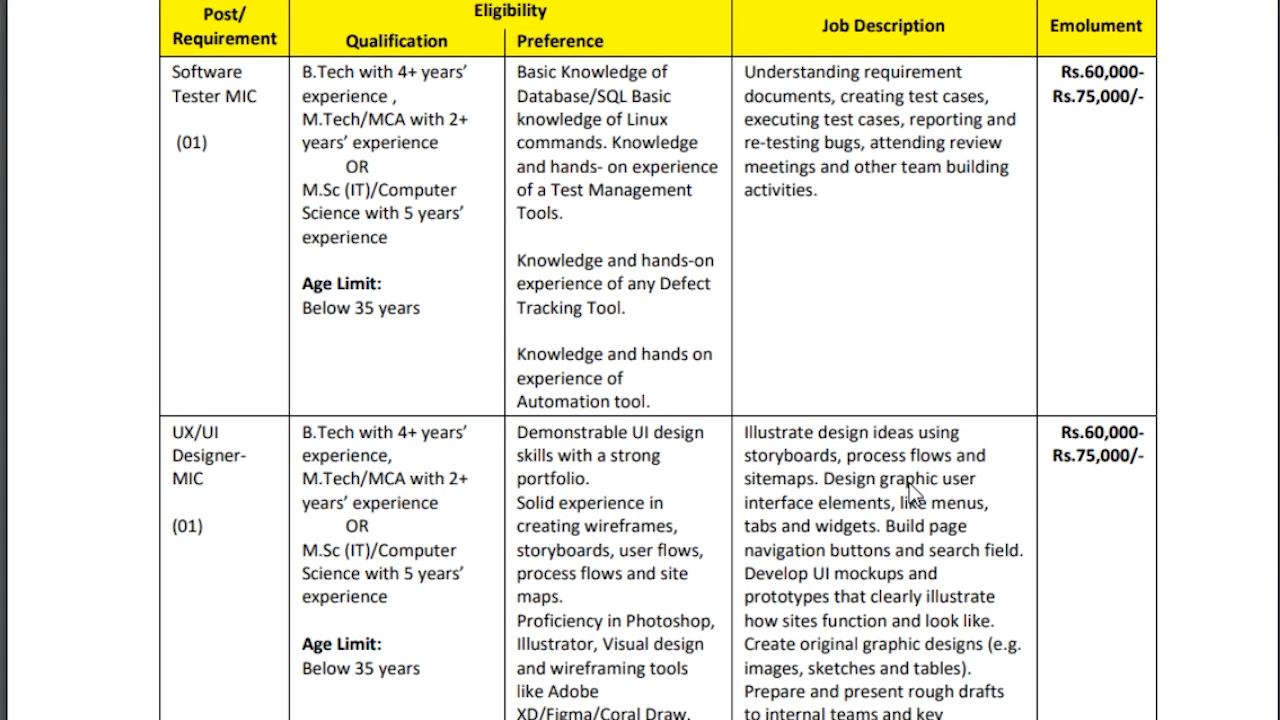 Post/
Requirement
Eligibility
Qualification
Preference
Job Description
Emolument
Software
Tester MIC
(01)
B.Tech with 4+ years’
experience ,
M.Tech/MCA with 2+
years’ experience
OR
M.Sc (IT)/Computer
Science with 5 years’
experience
Age Limit:
Below 35 years
Basic Knowledge of
Database/SQL Basic
knowledge of Linux
commands. Knowledge
and hands- on experience
of a Test Management
Tools.
Knowledge and hands-on
experience of any Defect
Tracking Tool.
Knowledge and hands on
experience of
Automation tool.
Understanding requirement
documents, creating test cases,
executing test cases, reporting and
re-testing bugs, attending review
meetings and other team building
activities.
Rs.60,000-
Rs.75,000/-
UX/UI
Designer-
MIC
(01)
B.Tech with 4+ years’
experience,
M.Tech/MCA with 2+
years’ experience
OR
M.Sc (IT)/Computer
Science with 5 years’
experience
Age Limit:
Below 35 years
Demonstrable UI design
skills with a strong
portfolio.
Solid experience in
creating wireframes,
storyboards, user flows,
process flows and site
maps.
Proficiency in Photoshop,
Illustrator, Visual design
and wireframing tools
like Adobe
XD/Figma/Coral Draw.
Illustrate design ideas using
storyboards, process flows and
sitemaps. Design graphic user
interface elements, like menus,
tabs and widgets. Build page
navigation buttons and search field.
Develop UI mockups and
prototypes that clearly illustrate
how sites function and look like.
Create original graphic designs (e.g.
images, sketches and tables).
Prepare and present rough drafts
to internal teams and key
Rs.60,000-
Rs.75,000/-